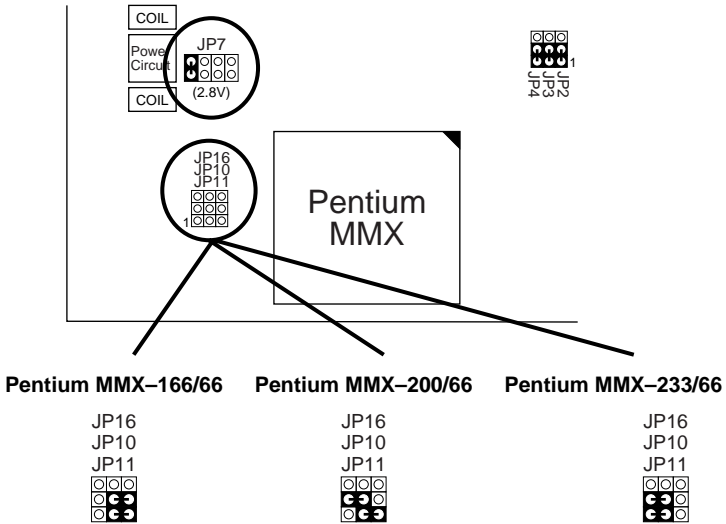 COIL
Power
Circuit
COIL
JP7
(2.8V)
1
JP4
JP3
JP2
JP16
JP10
JP11
1
Pentium
MMX
Pentium MMX–166/66
JP16
JP10
JP11
Pentium MMX–200/66
JP16
JP10
JP11
Pentium MMX–233/66
JP16
JP10
JP11